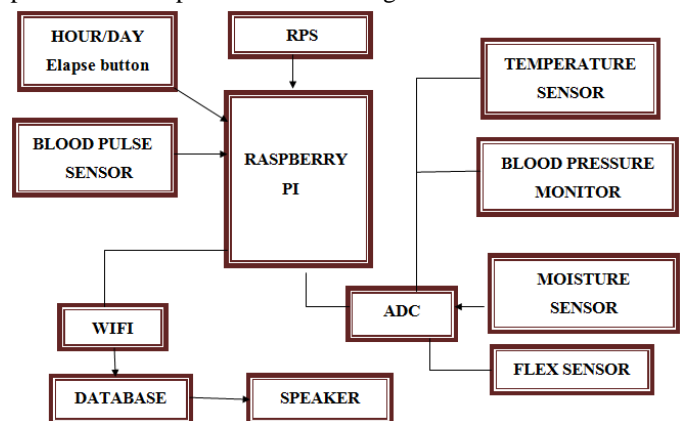 HOUR/DAY
Elapse button
RPS
TEMPERATURE
SENSOR
BLOOD PULSE
SENSOR
RASPBERRY
PI
BLOOD PRESSURE
MONITOR
MOISTURE
SENSOR
ADC
WIFI
FLEX SENSOR
DATABASE
SPEAKER